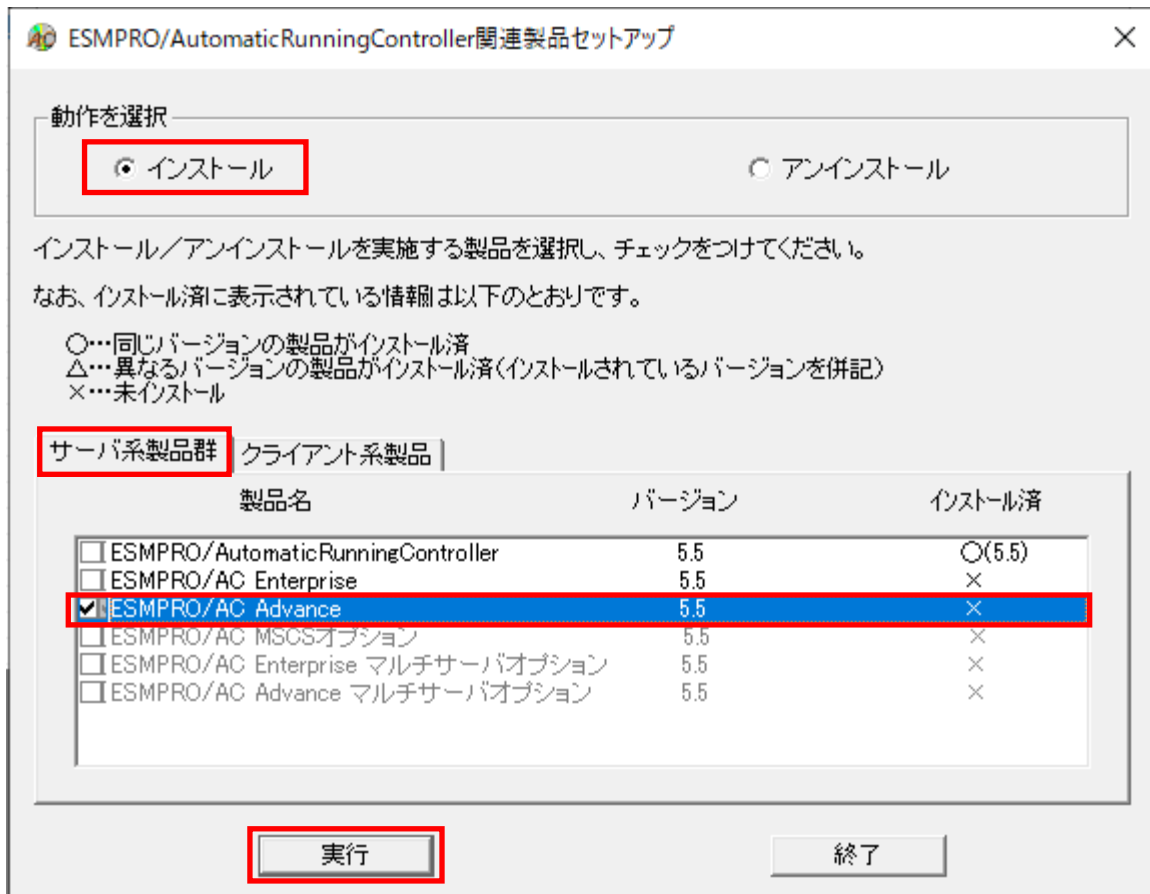 ESMPRO/AutomaticRunningController関連製品セットアップ
動作を選択
インストール アンインストール
インストール／アンインストールを実施する製品を選択し、チェックをつけてください。
なお、インストール済に表示されている情報は以下のとおりです。
○…同じバージョンの製品がインストール済
△…異なるバージョンの製品がインストール済(インストールされているバージョンを併記)
×…未インストール
サーバ系製品群 クライアント系製品
製品名 バージョン インストール済
ESMPRO/AutomaticRunningController 5.5 ○(5.5)
ESMPRO/AC Enterprise 5.5 ×
ESMPRO/AC Advance 5.5 ×
ESMPRO/AC MSCSオプション 5.5 ×
ESMPRO/AC Enterprise マルチサーバオプション 5.5 ×
ESMPRO/AC Advance マルチサーバオプション 5.5 ×
実行 終了